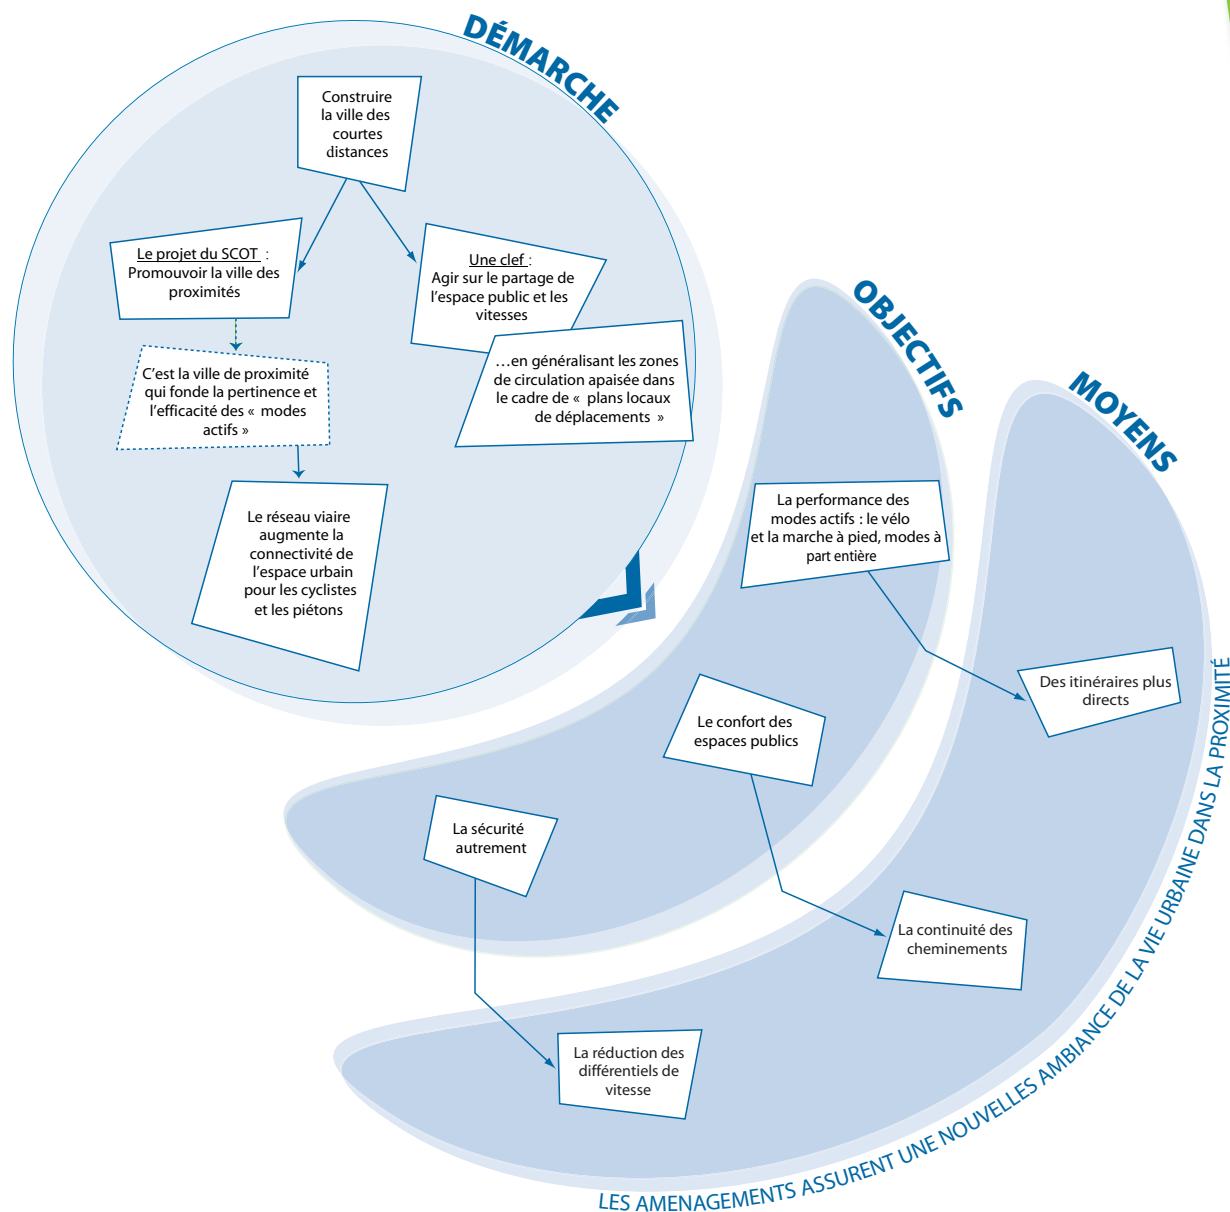 DÉMARCHE
Construire
la ville des
courtes
distances
Le projet du SCOT :
Promouvoir la ville des
proximités
Une clef :
Agir sur le partage de
l'espace public et les
vitesses
…en généralisant les zones
de circulation apaisée dans
le cadre de « plans locaux
de déplacements »
C'est la ville de proximité
qui fonde la pertinence et
l'efficacité des « modes
actifs »
Le réseau viaire
augmente la
connectivité de
l'espace urbain
pour les cyclistes
et les piétons
OBJECTIFS
La performance des
modes actifs : le vélo
et la marche à pied, modes à
part entière
Le confort des
espaces publics
La sécurité
autrement
MOYENS
Des itinéraires plus
directs
La continuité des
cheminements
La réduction des
différentiels de
vitesse
LES AMENAGEMENTS ASSURENT UNE NOUVELLES AMBIANCE DE LA VIE URBAINE DANS LA PROXIMITÉ